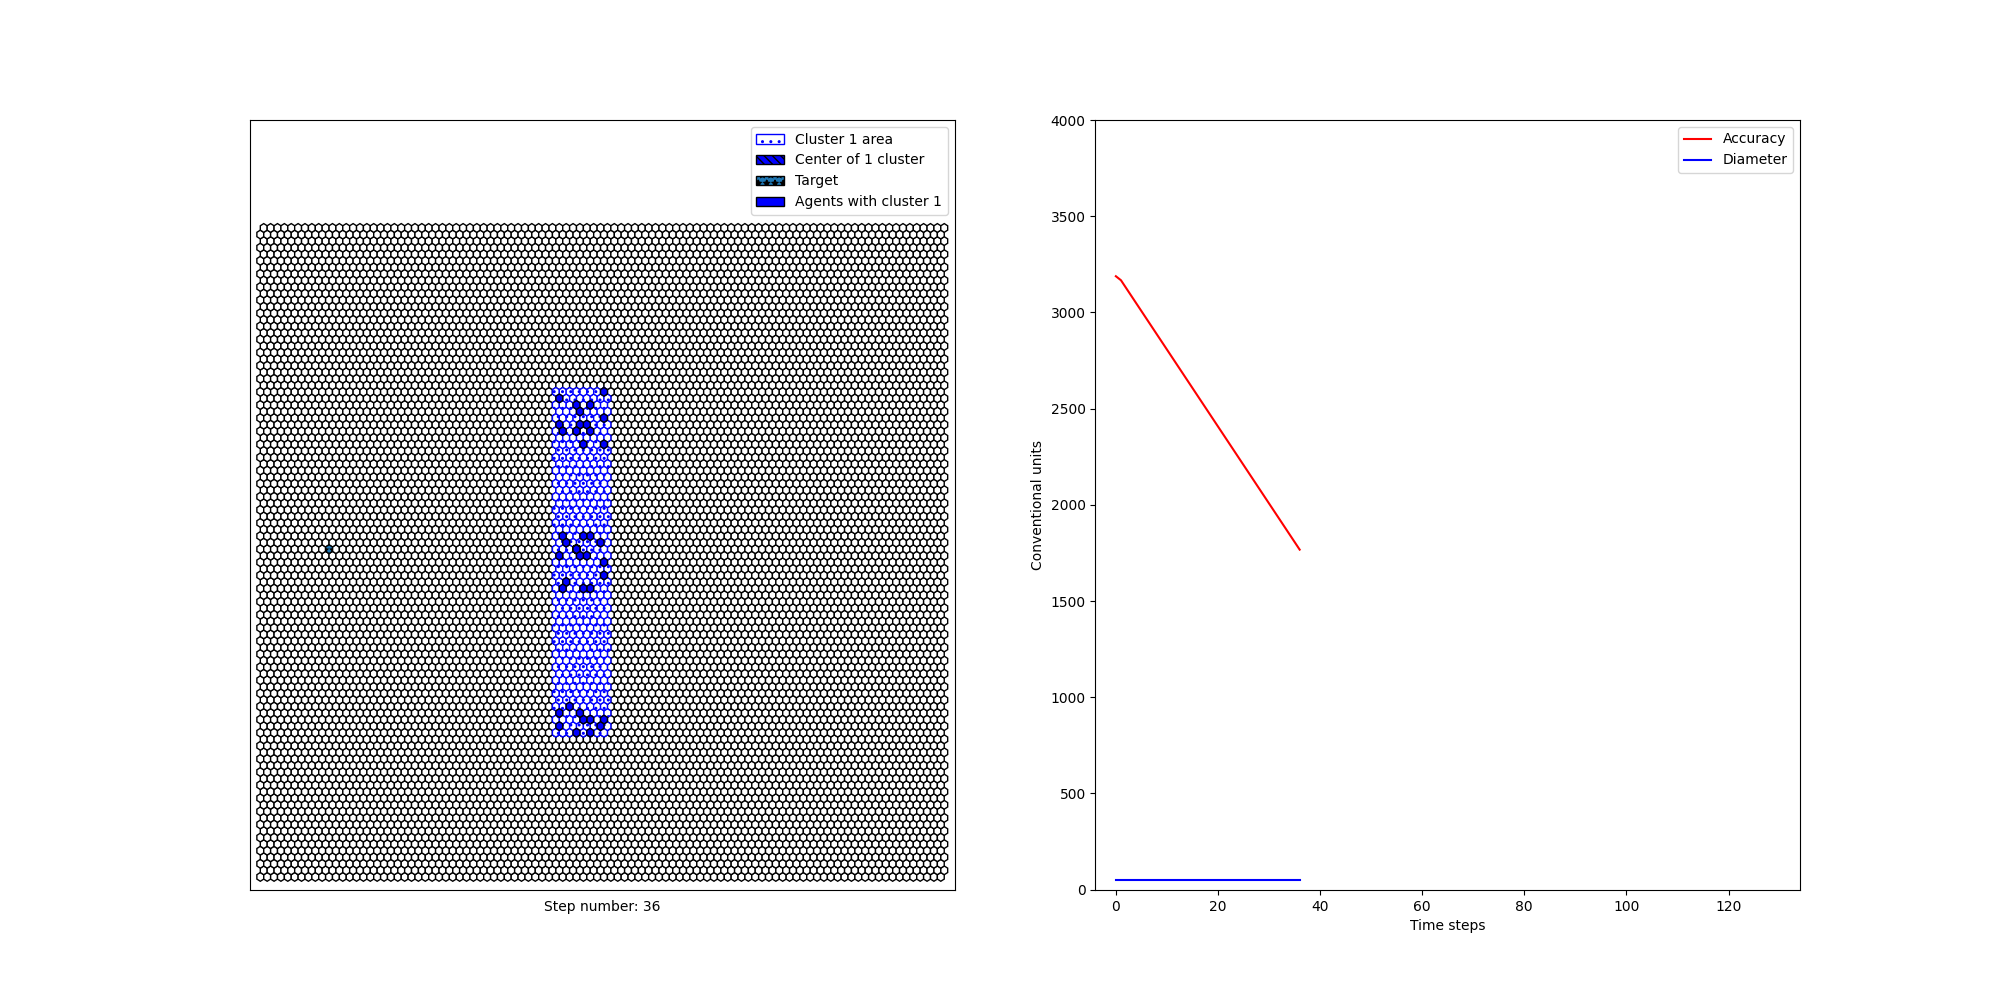 Cluster 1 area
Center of 1 cluster
Target
Agents with cluster 1
Step number: 36
Accuracy
Diameter
4000
3500
3000
2500
2000
1500
1000
500
0
Conventional units
0 20 40 60 80 100 120
Time steps